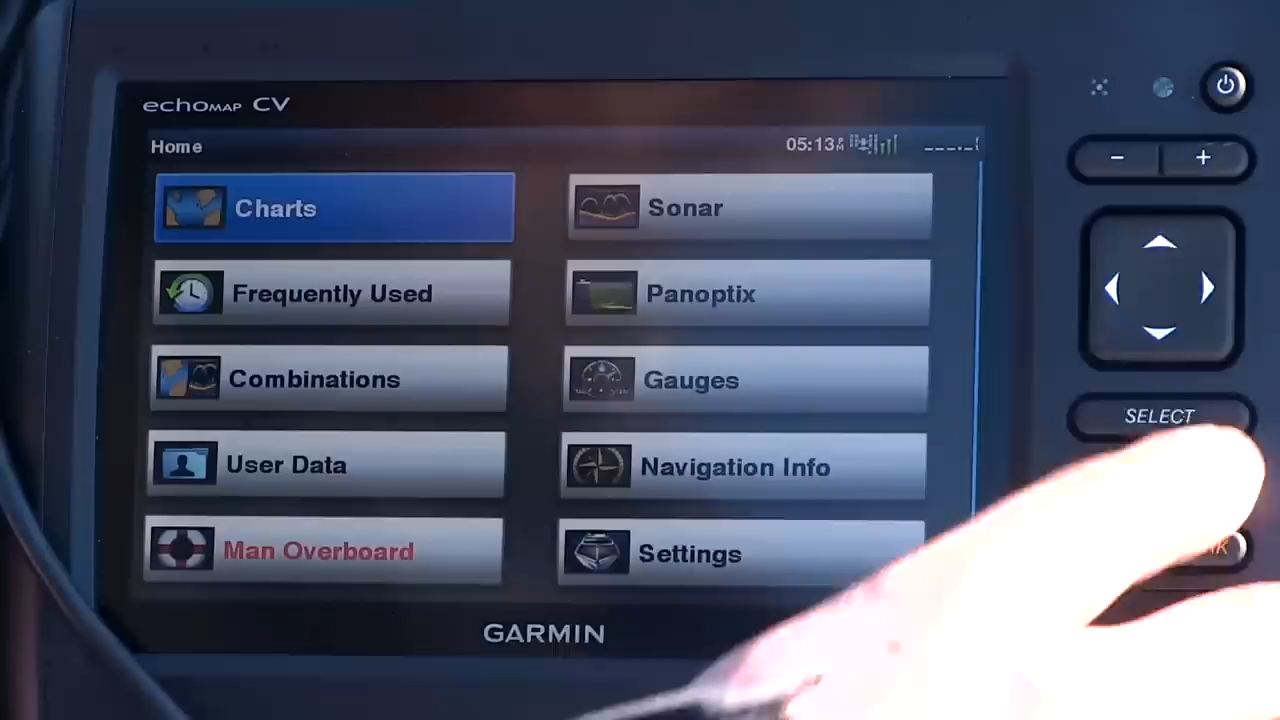 echoMAP CV
Home
05:13
Charts
Sonar
Frequently Used
Panoptix
Combinations
Gauges
User Data
Navigation Info
Man Overboard
Settings
GARMIN
- +
SELECT